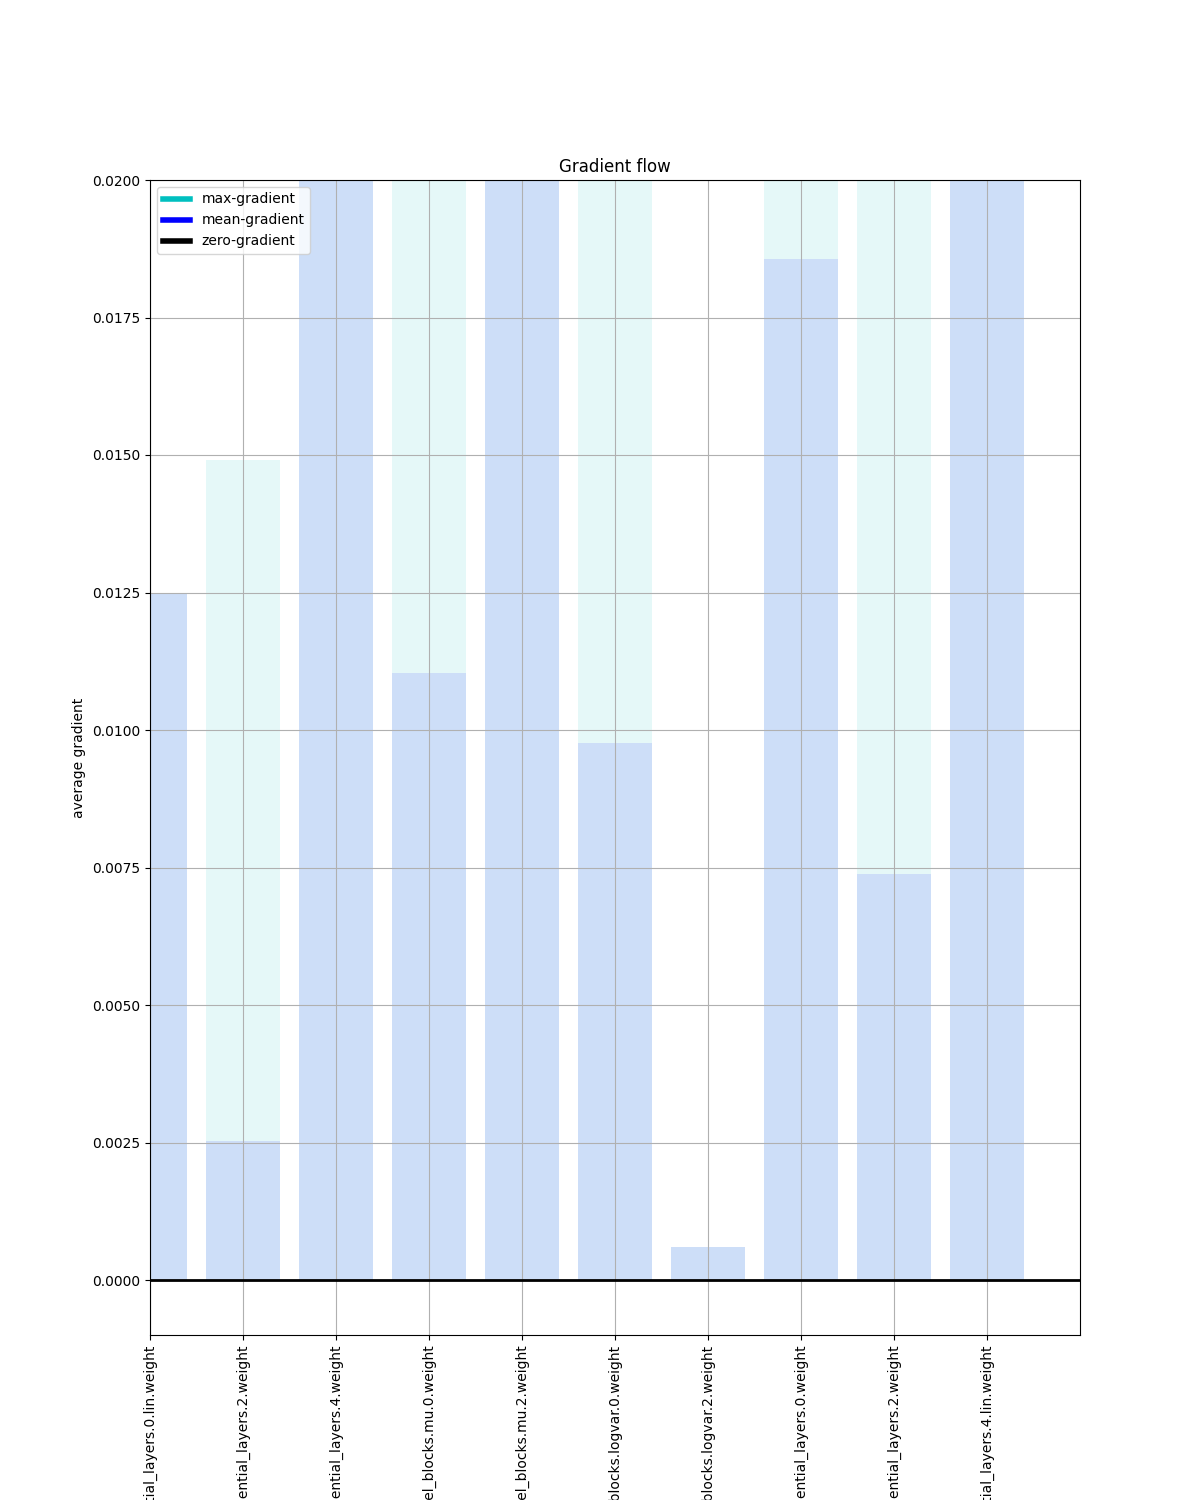 Gradient flow
max-gradient
mean-gradient
zero-gradient
0.0200
0.0175
0.0150
0.0125
0.0100
0.0075
0.0050
0.0025
0.0000
average gradient
tial_layers.0.lin.weight
ential_layers.2.weight
ential_layers.4.weight
el_blocks.mu.0.weight
el_blocks.mu.2.weight
blocks.logvar.0.weight
blocks.logvar.2.weight
ential_layers.0.weight
ential_layers.2.weight
tial_layers.4.lin.weight